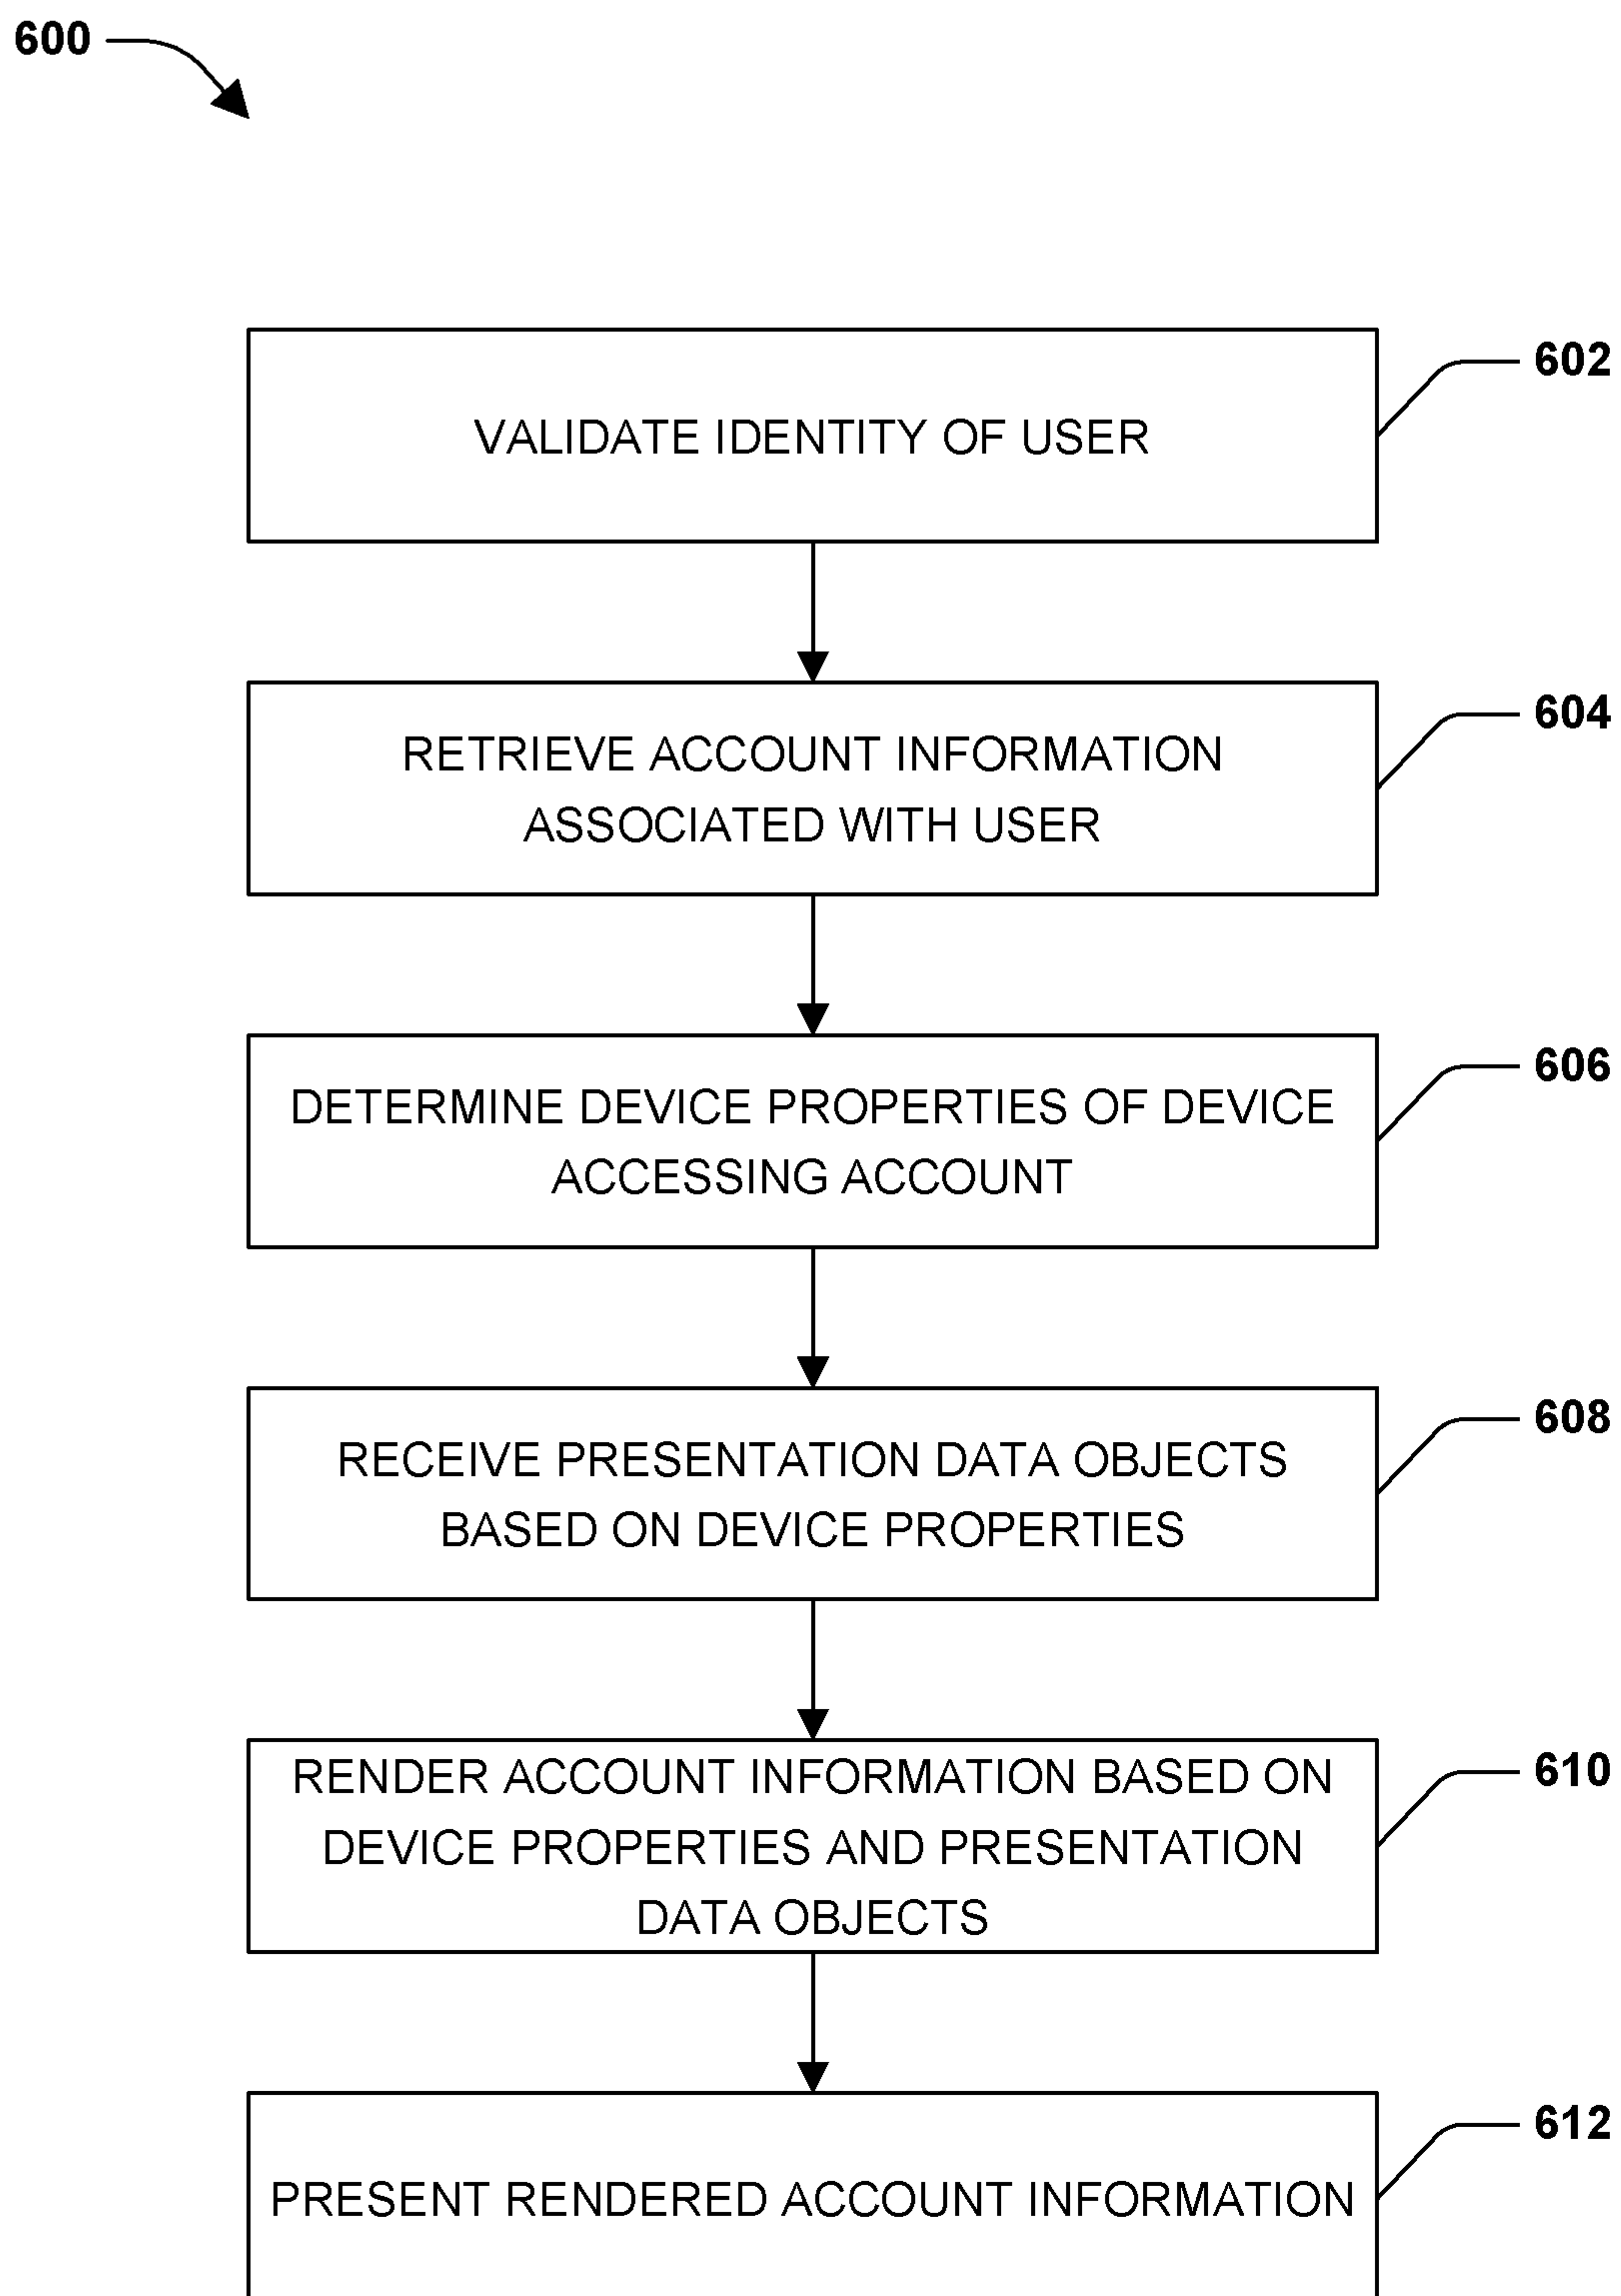 600
602
VALIDATE IDENTITY OF USER
604
RETRIEVE ACCOUNT INFORMATION
ASSOCIATED WITH USER
606
DETERMINE DEVICE PROPERTIES OF DEVICE
ACCESSING ACCOUNT
608
RECEIVE PRESENTATION DATA OBJECTS
BASED ON DEVICE PROPERTIES
610
RENDER ACCOUNT INFORMATION BASED ON
DEVICE PROPERTIES AND PRESENTATION
DATA OBJECTS
612
PRESENT RENDERED ACCOUNT INFORMATION